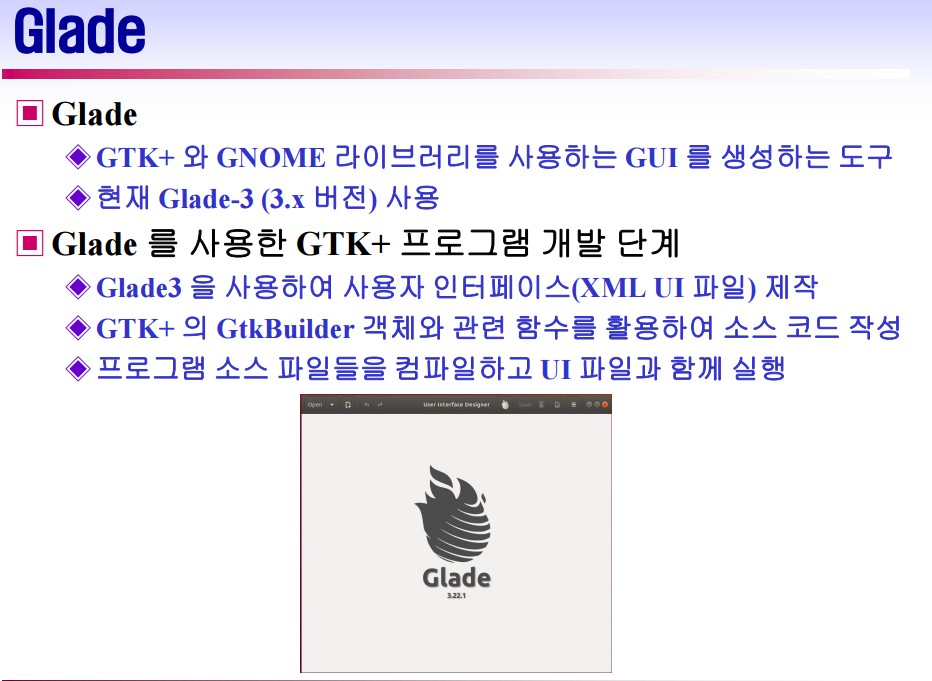 Glade
Glade
GTK+ 와 GNOME 라이브러리를 사용하는 GUI 를 생성하는 도구
현재 Glade-3 (3.x 버전) 사용
Glade 를 사용한 GTK+ 프로그램 개발 단계
Glade3 을 사용하여 사용자 인터페이스(XML UI 파일) 제작
GTK+ 의 GtkBuilder 객체와 관련 함수를 활용하여 소스 코드 작성
프로그램 소스 파일들을 컴파일하고 UI 파일과 함께 실행
Open User Interface Designer Save
Glade
3.22.1